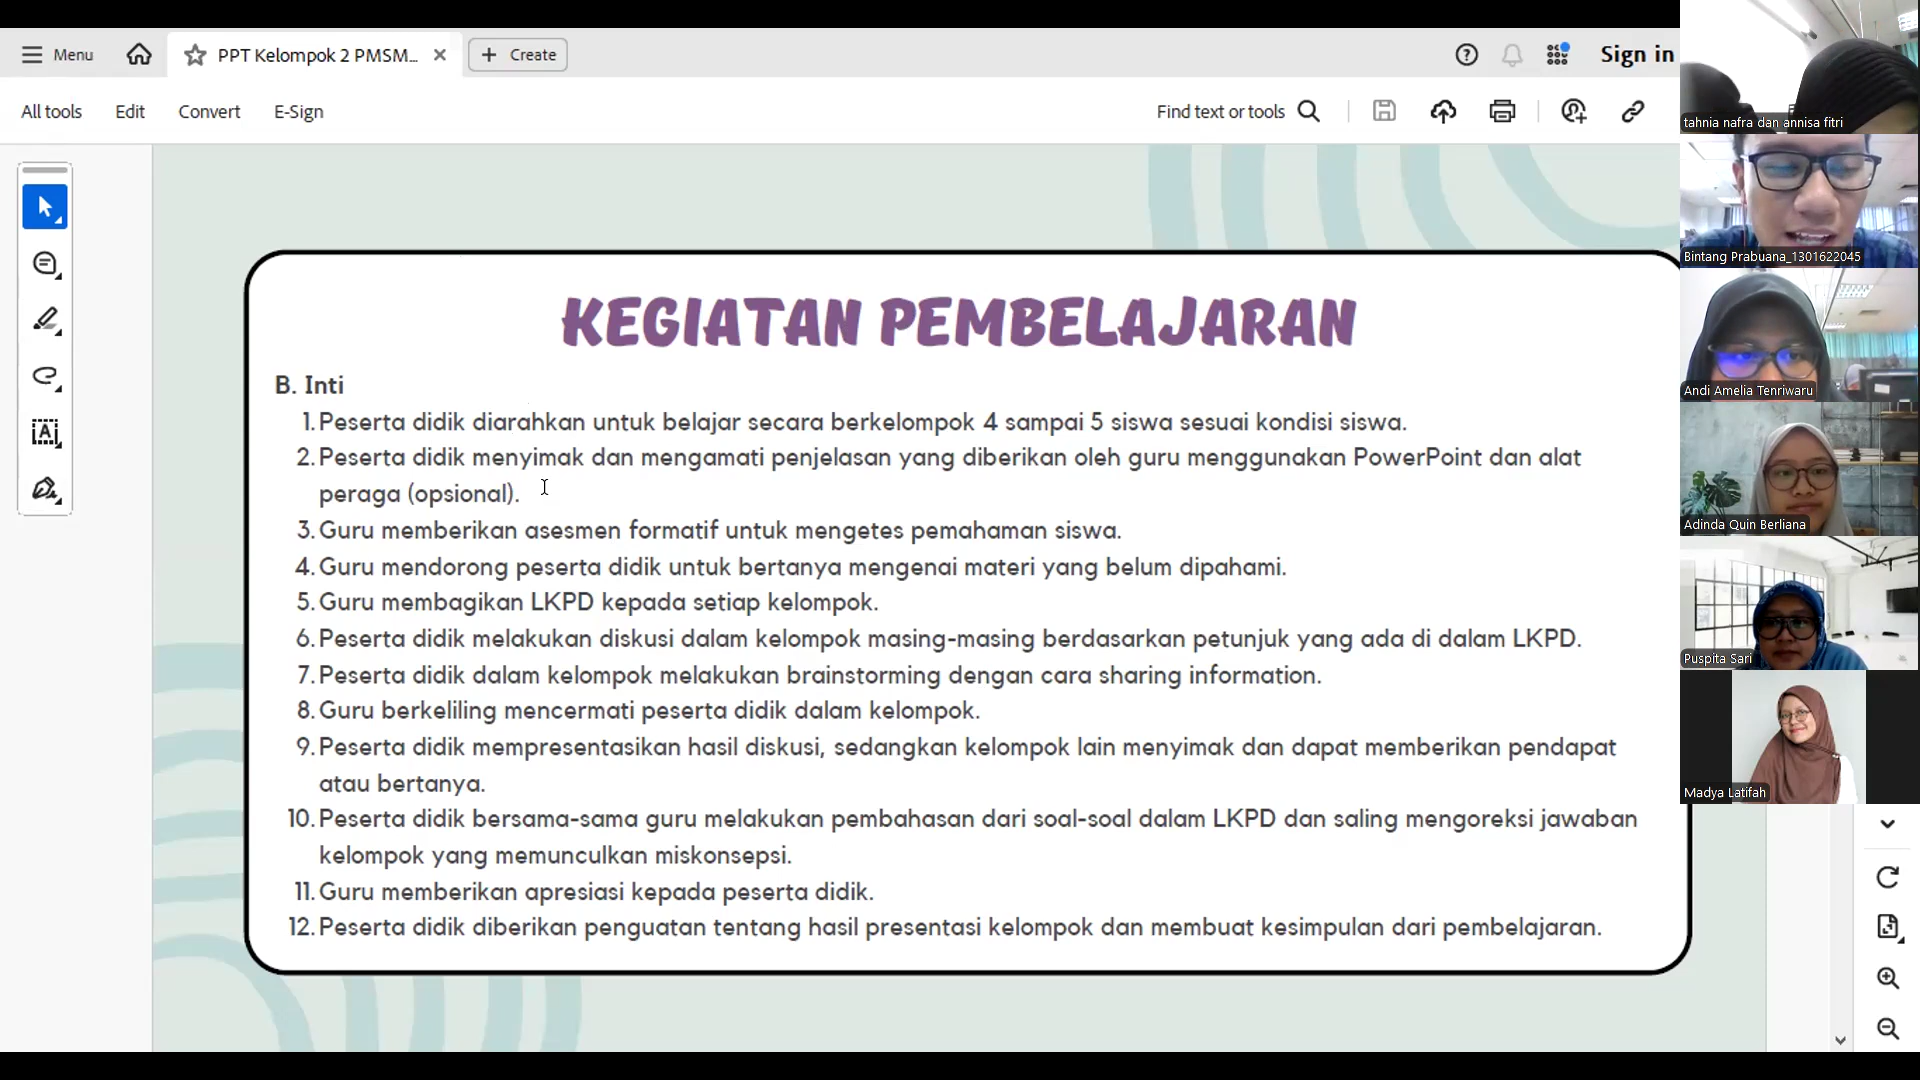 Menu
PPT Kelompok 2 PMSM...
Create
Sign in
All tools
Edit
Convert
E-Sign
Find text or tools
KEGIATAN PEMBELAJARAN
B. Inti
1. Peserta didik diarahkan untuk belajar secara berkelompok 4 sampai 5 siswa sesuai kondisi siswa.
2. Peserta didik menyimak dan mengamati penjelasan yang diberikan oleh guru menggunakan PowerPoint dan alat
peraga (opsional).
3. Guru memberikan asesmen formatif untuk mengetes pemahaman siswa.
4. Guru mendorong peserta didik untuk bertanya mengenai materi yang belum dipahami.
5. Guru membagikan LKPD kepada setiap kelompok.
6. Peserta didik melakukan diskusi dalam kelompok masing-masing berdasarkan petunjuk yang ada di dalam LKPD.
7. Peserta didik dalam kelompok melakukan brainstorming dengan cara sharing information.
8. Guru berkeliling mencermati peserta didik dalam kelompok.
9. Peserta didik mempresentasikan hasil diskusi, sedangkan kelompok lain menyimak dan dapat memberikan pendapat
atau bertanya.
10. Peserta didik bersama-sama guru melakukan pembahasan dari soal-soal dalam LKPD dan saling mengoreksi jawaban
kelompok yang memunculkan miskonsepsi.
11. Guru memberikan apresiasi kepada peserta didik.
12. Peserta didik diberikan penguatan tentang hasil presentasi kelompok dan membuat kesimpulan dari pembelajaran.
tahnia nafra dan annisa fitri
Bintang Prabuana_1301622045
Andi Amelia Tenriwaru
Adinda Quin Berliana
Puspita Sari
Madya Latifah